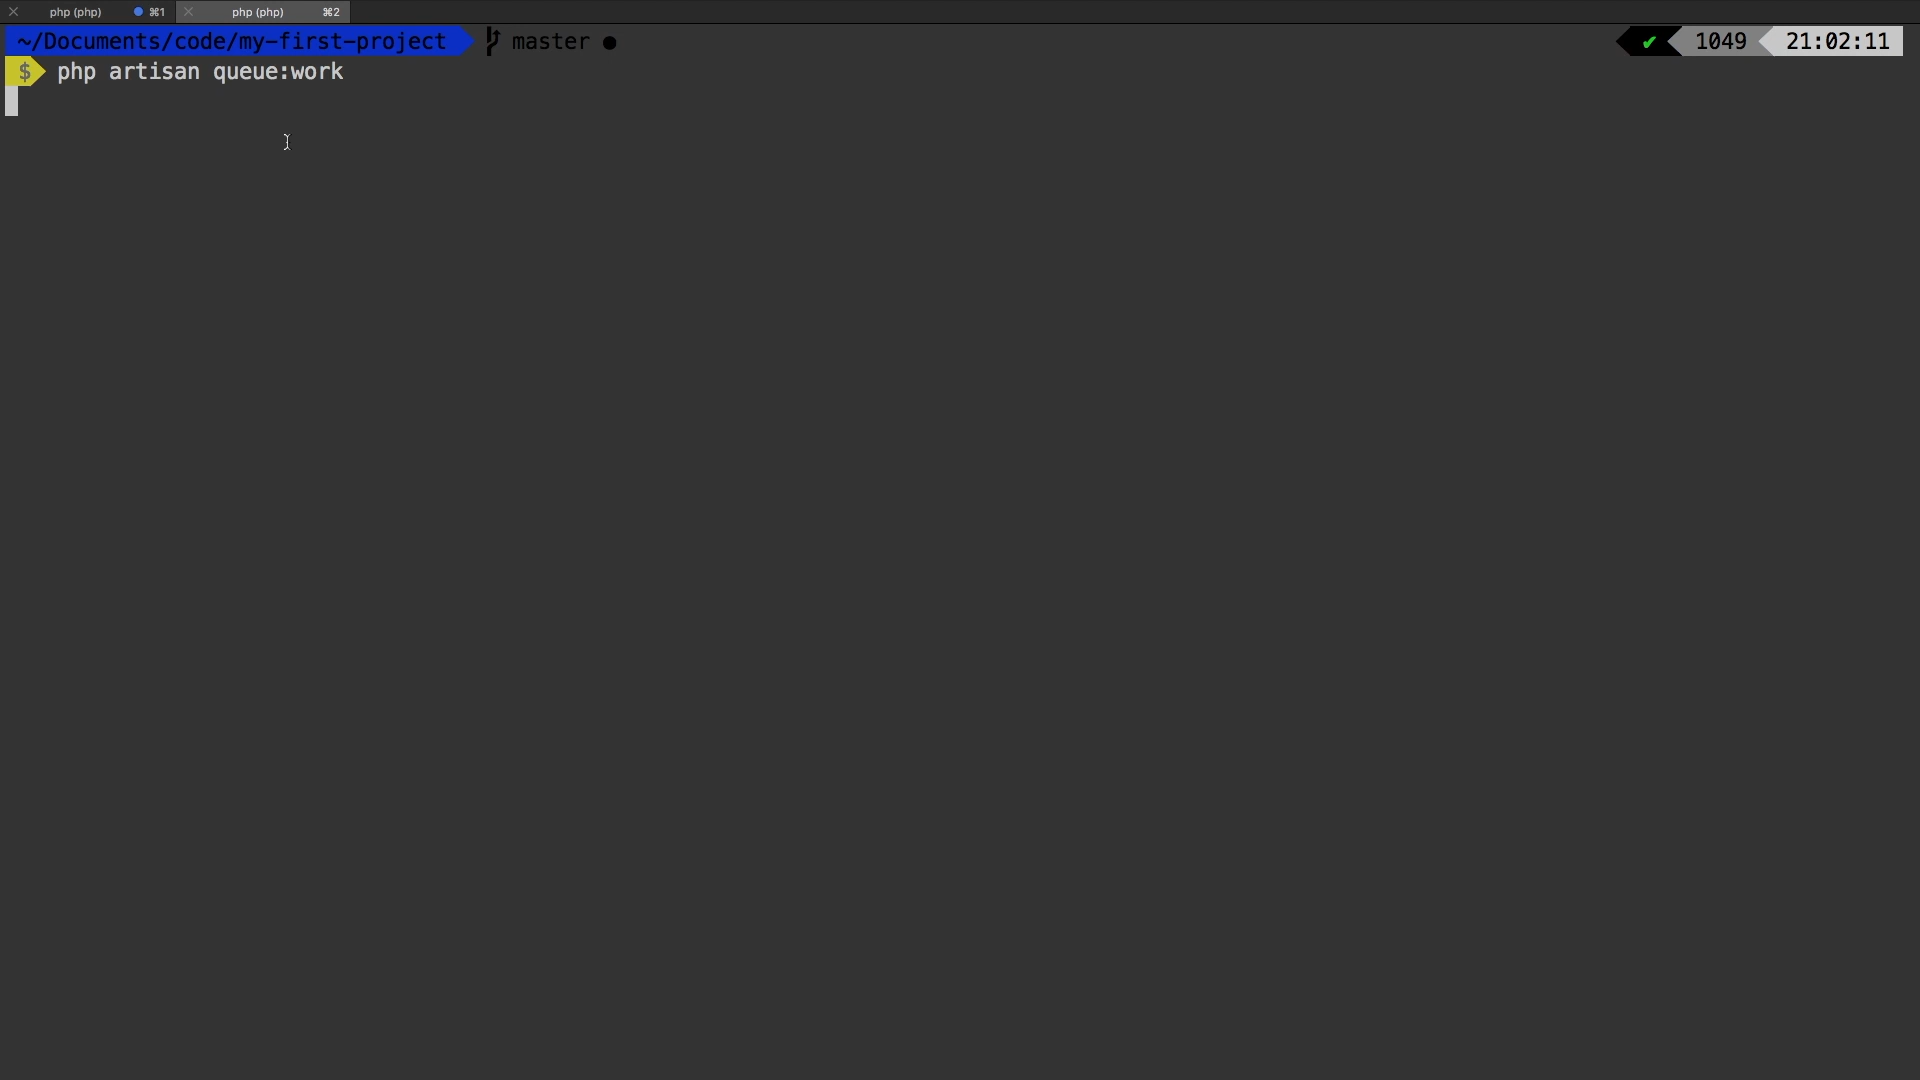 php (php) ⌘1 php (php) ⌘2
~/Documents/code/my-first-project master ● ✔ 1049 21:02:11
$ php artisan queue:work